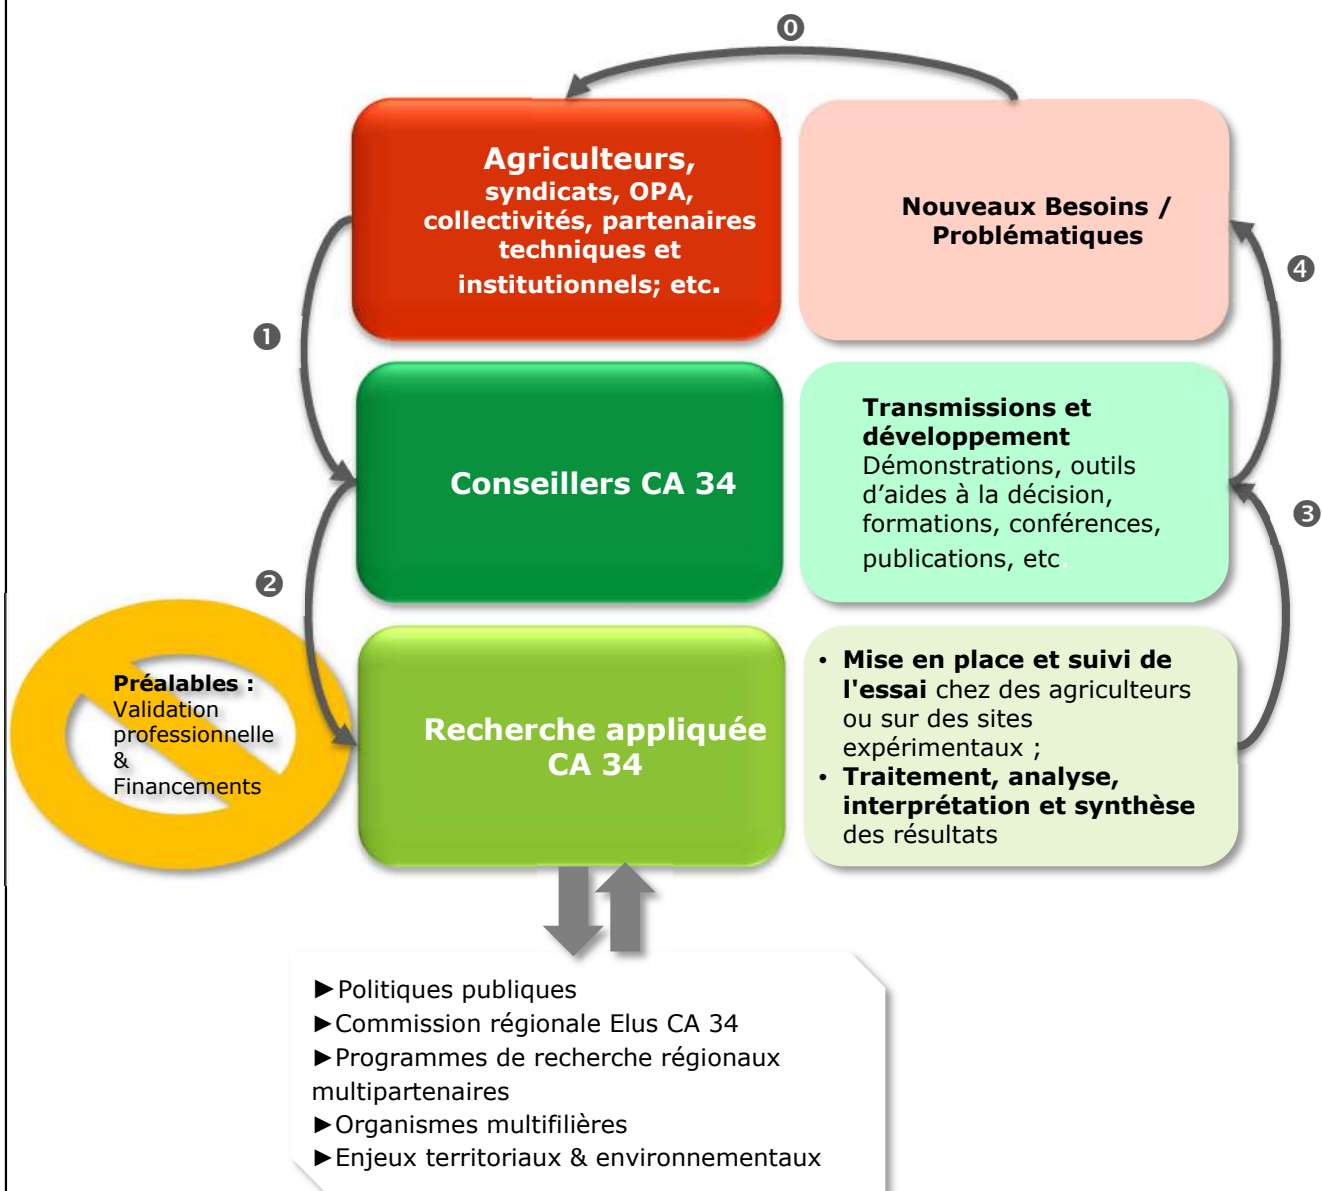 ⓿
Agriculteurs,
syndicats, OPA,
collectivités, partenaires
techniques et
institutionnels; etc.
Nouveaux Besoins /
Problématiques
❹
❶
Conseillers CA 34
Transmissions et
développement
Démonstrations, outils
d’aides à la décision,
formations, conférences,
publications, etc.
❸
❷
Préalables :
Validation
professionnelle
&
Financements
Recherche appliquée
CA 34
• Mise en place et suivi de
l'essai chez des agriculteurs
ou sur des sites
expérimentaux ;
• Traitement, analyse,
interprétation et synthèse
des résultats
►Politiques publiques
►Commission régionale Elus CA 34
►Programmes de recherche régionaux
multipartenaires
►Organismes multifilières
►Enjeux territoriaux & environnementaux